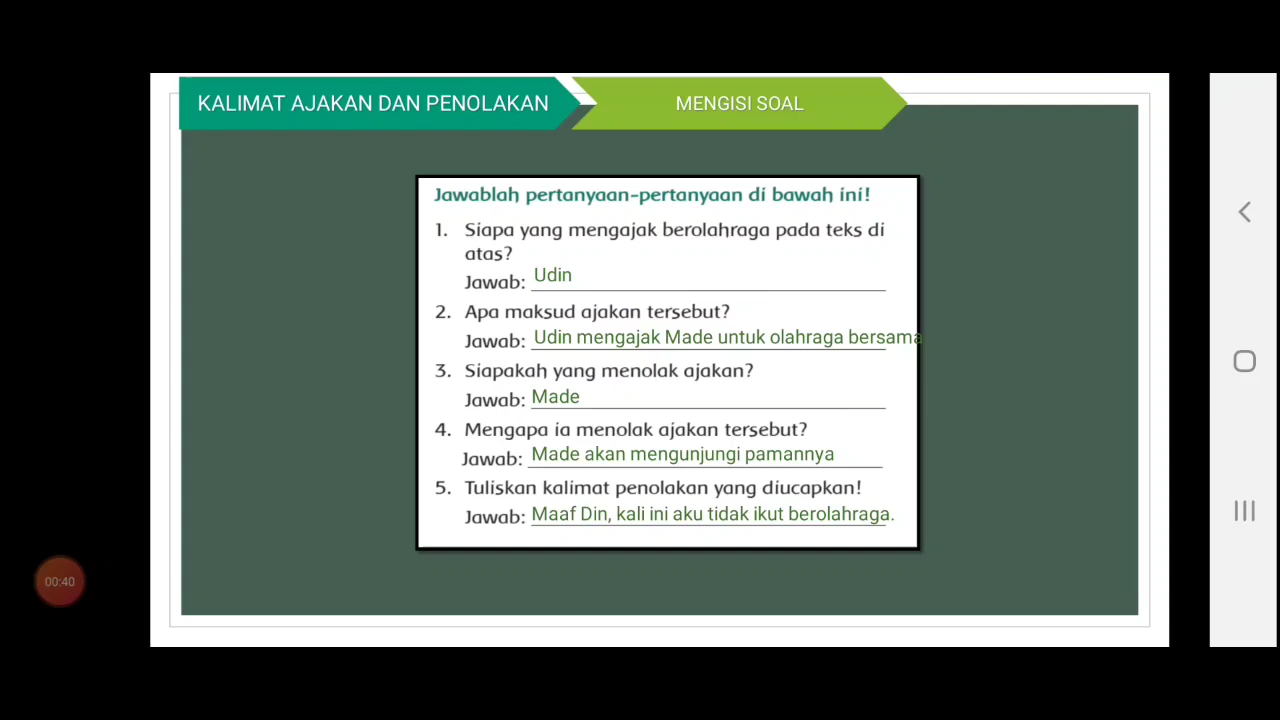 KALIMAT AJAKAN DAN PENOLAKAN
MENGISI SOAL
Jawablah pertanyaan-pertanyaan di bawah ini!
1. Siapa yang mengajak berolahraga pada teks di
atas?
Jawab: Udin
2. Apa maksud ajakan tersebut?
Jawab: Udin mengajak Made untuk olahraga bersama
3. Siapakah yang menolak ajakan?
Jawab: Made
4. Mengapa ia menolak ajakan tersebut?
Jawab: Made akan mengunjungi pamannya
5. Tuliskan kalimat penolakan yang diucapkan!
Jawab: Maaf Din, kali ini aku tidak ikut berolahraga.
00:40